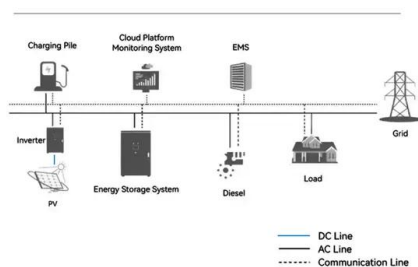 Charging Pile
Cloud Platform
Monitoring System
EMS
Grid
Inverter
PV
Energy Storage System
Diesel
Load
DC Line
AC Line
Communication Line